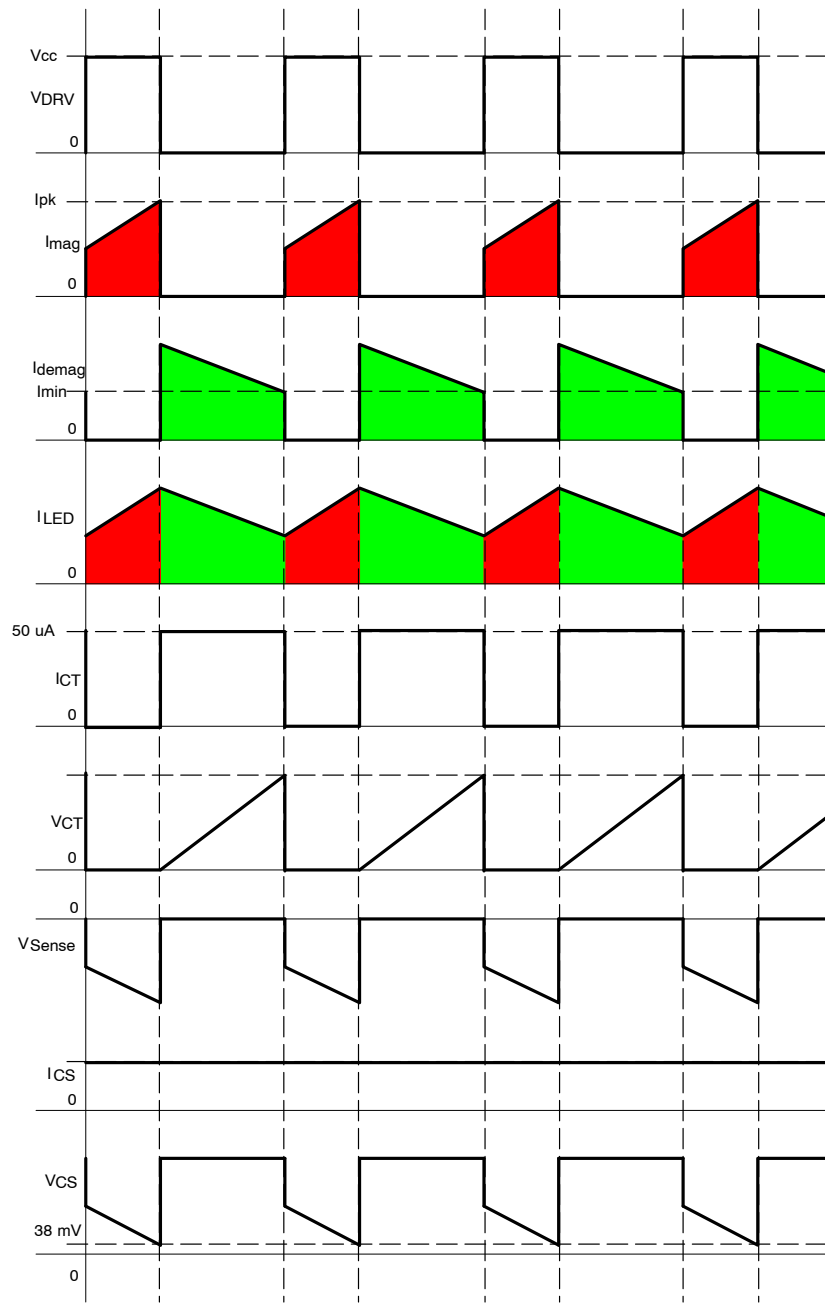 Vcc
VDRV
0
Ipk
Imag
0
Idemag
Imin
0
ILED
0
50 uA
ICT
0
VCT
0
0
VSense
ICS
0
VCS
38 mV
0